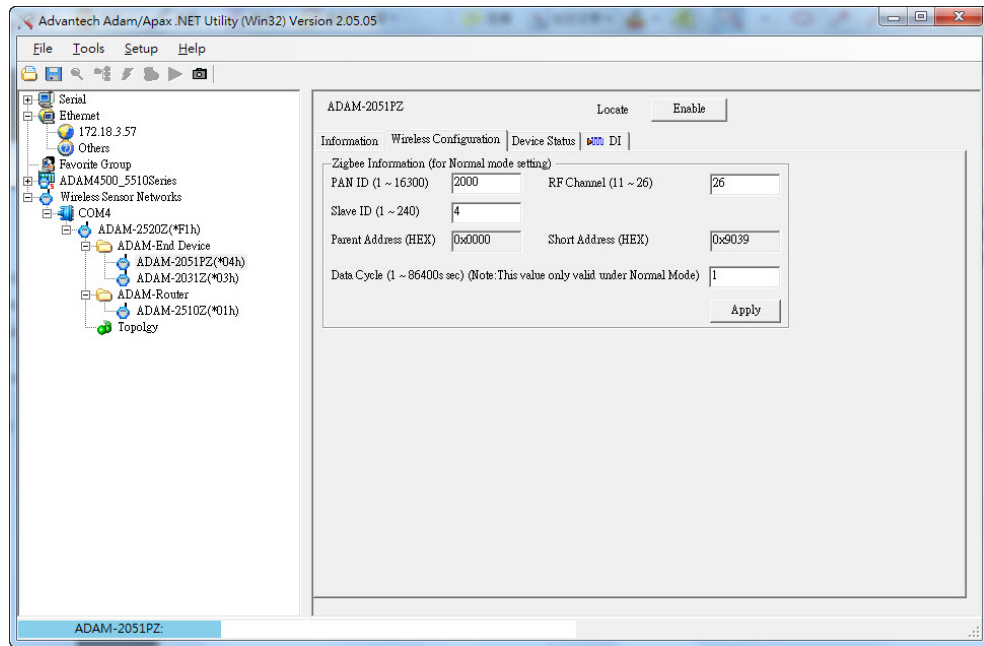 Advantech Adam/Apax .NET Utility (Win32) Version 2.05.05
File Tools Setup Help
Serial
Ethernet
172.18.3.57
Others
Favorite Group
ADAM4500_5510Series
Wireless Sensor Networks
COM4
ADAM-2520Z(*F1h)
ADAM-End Device
ADAM-2051PZ(*04h)
ADAM-2031Z(*03h)
ADAM-Router
ADAM-2510Z(*01h)
Topolgy
ADAM-2051PZ Locate Enable
Information Wireless Configuration Device Status DI
Zigbee Information (for Normal mode setting)
PAN ID (1 ~ 16300) 2000 RF Channel (11 ~ 26) 26
Slave ID (1 ~ 240) 4
Parent Address (HEX) 0x0000 Short Address (HEX) 0x9039
Data Cycle (1 ~ 86400s sec) (Note:This value only valid under Normal Mode) 1
Apply
ADAM-2051PZ: